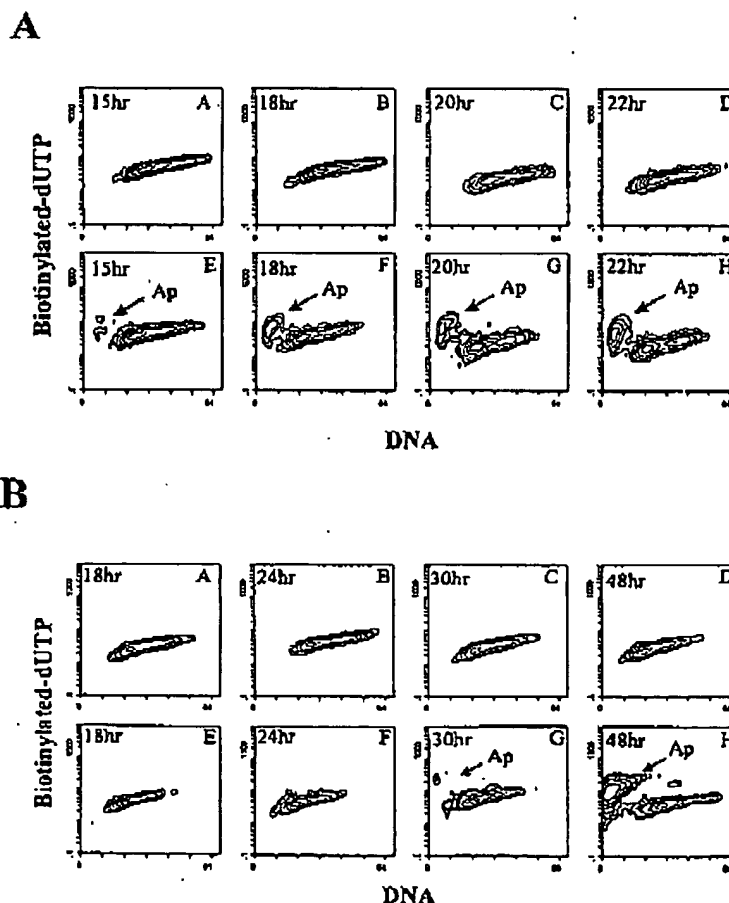 A
15hr A
18hr B
20hr C
22hr D
15hr E
Ap
18hr F
Ap
20hr G
Ap
22hr H
Ap
Biotinylated-dUTP
DNA
B
18hr A
24hr B
30hr C
48hr D
18hr E
24hr F
30hr G
Ap
48hr H
Ap
Biotinylated-dUTP
DNA